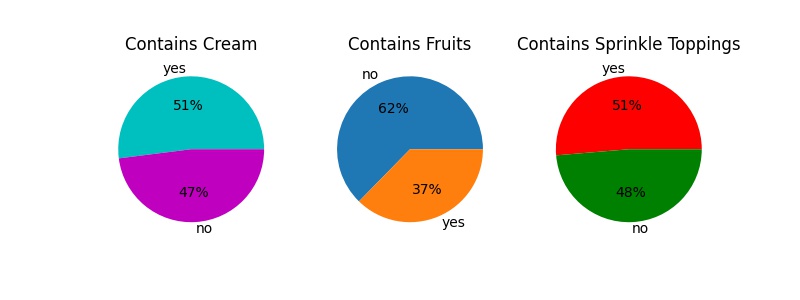 Contains Cream
yes
51%
47%
no
Contains Fruits
no
62%
37%
yes
Contains Sprinkle Toppings
yes
51%
48%
no